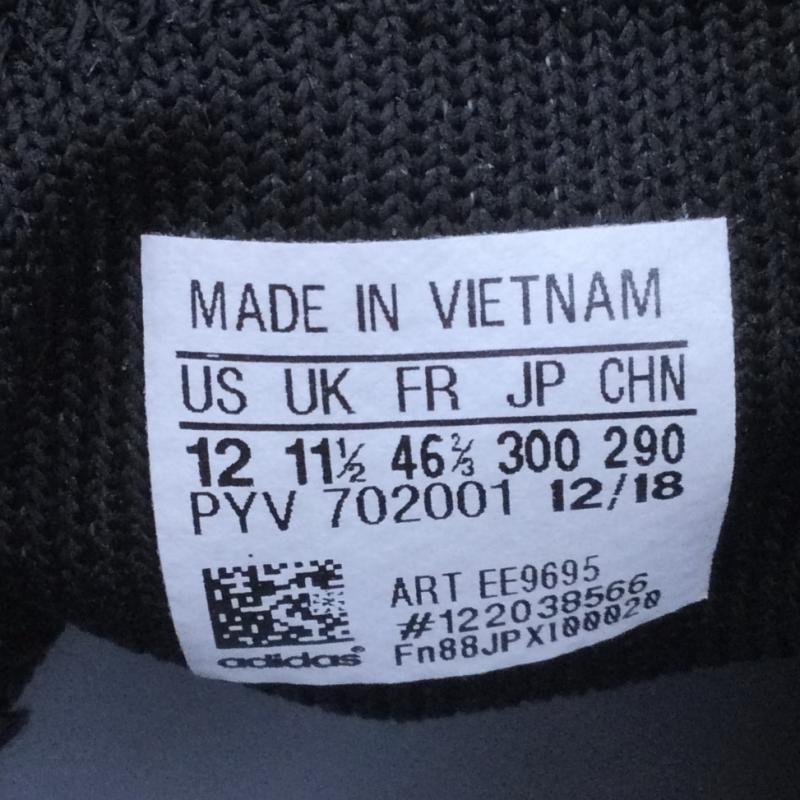 MADE IN VIETNAM
US UK FR JP CHN
12 11½ 46⅔ 300 290
PYV 702001 12/18
ART EE9695
#122038566
Fn88JPXI00020
adidas®